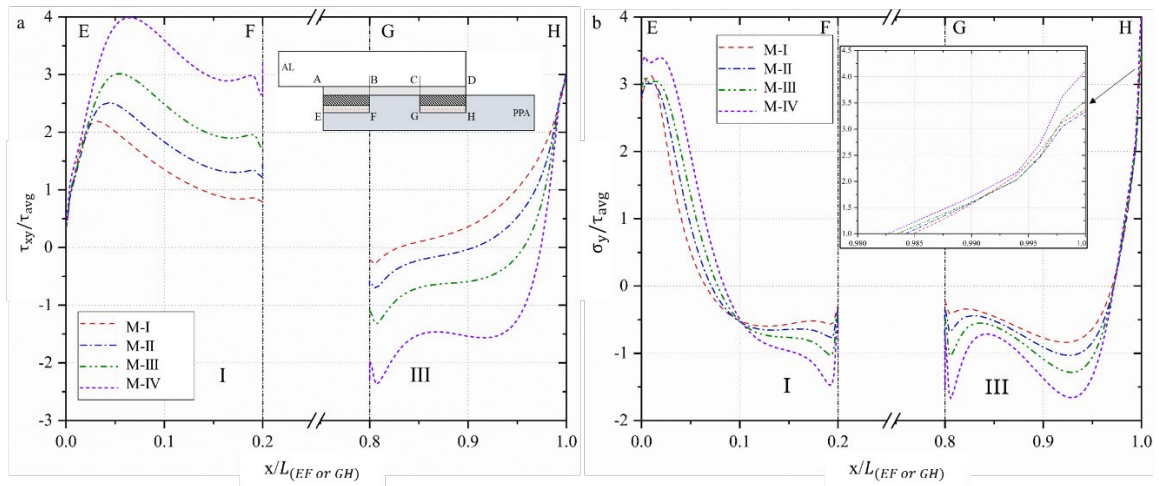 a
E F G H
4
3
2
1
0
-1
-2
-3
τxy/τavg
AL
A B C D
E F G H
PPA
M-I
M-II
M-III
M-IV
I III
0.0 0.1 0.2 0.8 0.9 1.0
x/L(EF or GH)
b
E F G H
4
3
2
1
0
-1
-2
σy/τavg
M-I
M-II
M-III
M-IV
4.5
4.0
3.5
3.0
2.5
2.0
1.5
1.0
0.980 0.985 0.990 0.995 1.0
I III
0.0 0.1 0.2 0.8 0.9 1.0
x/L(EF or GH)